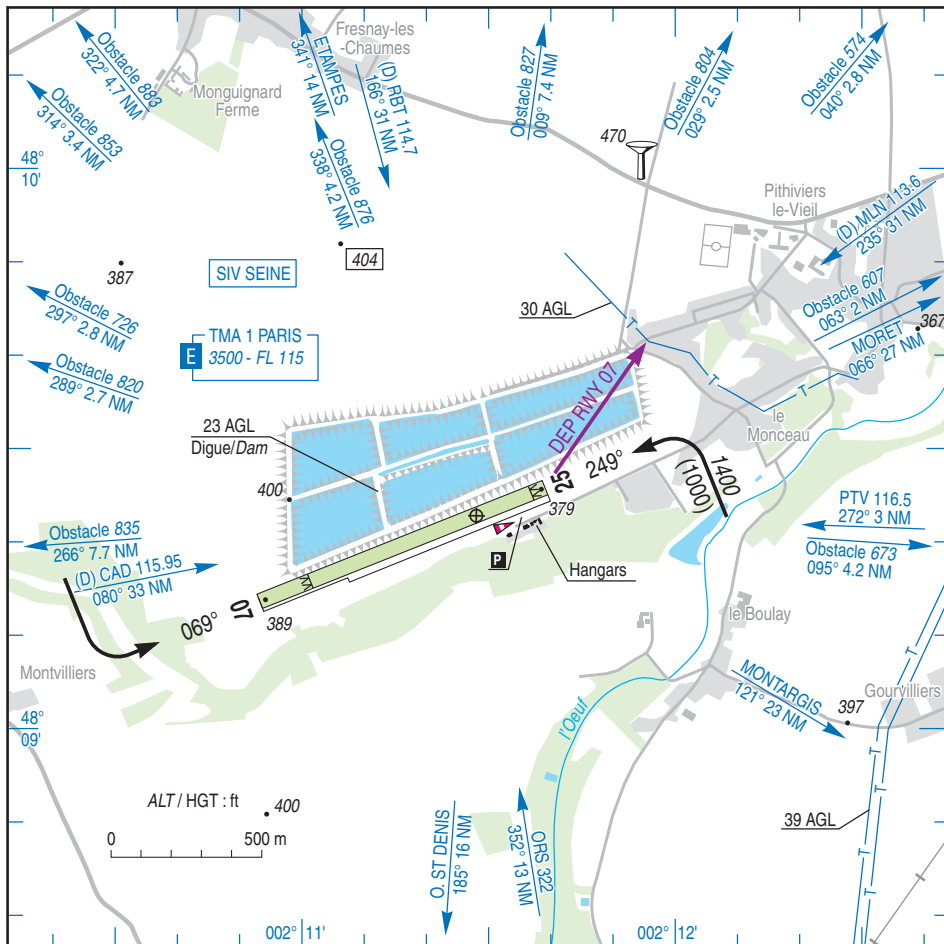 Fresnay-les
-Chaumes
Monguignard
Ferme
Obstacle 883
322° 4.7 NM
Obstacle 853
314° 3.4 NM
ETAMPES
341° 14 NM
(D) RBT 114.7
166° 31 NM
Obstacle 876
338° 4.2 NM
Obstacle 827
009° 7.4 NM
Obstacle 804
029° 2.5 NM
Obstacle 574
040° 2.8 NM
48°
10'
470
Pithiviers
le-Vieil
(D) MLN 113.6
235° 31 NM
404
387
SIV SEINE
Obstacle 726
297° 2.8 NM
30 AGL
T
Obstacle 607
063° 2 NM
MORET
066° 27 NM
367
E
TMA 1 PARIS
3500 - FL 115
Obstacle 820
289° 2.7 NM
T
T
DEP RWY 07
23 AGL
Digue/Dam
le
Monceau
249°
25
1400
(1000)
400
379
PTV 116.5
272° 3 NM
Obstacle 673
095° 4.2 NM
Obstacle 835
266° 7.7 NM
(D) CAD 115.95
080° 33 NM
P
Hangars
07
069°
389
le Boulay
Montvilliers
MONTARGIS
121° 23 NM
Gourvilliers
397
T
T
48°
09'
l'Oeuf
T
T
ALT / HGT : ft
400
0
500 m
O. ST DENIS
185° 16 NM
ORS 322
352° 13 NM
39 AGL
T
T
002° 11'
002° 12'